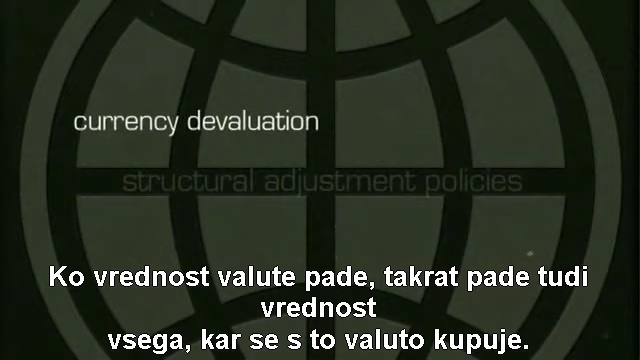 currency devaluation
structural adjustment policies
Ko vrednost valute pade, takrat pade tudi
vrednost
vsega, kar se s to valuto kupuje.